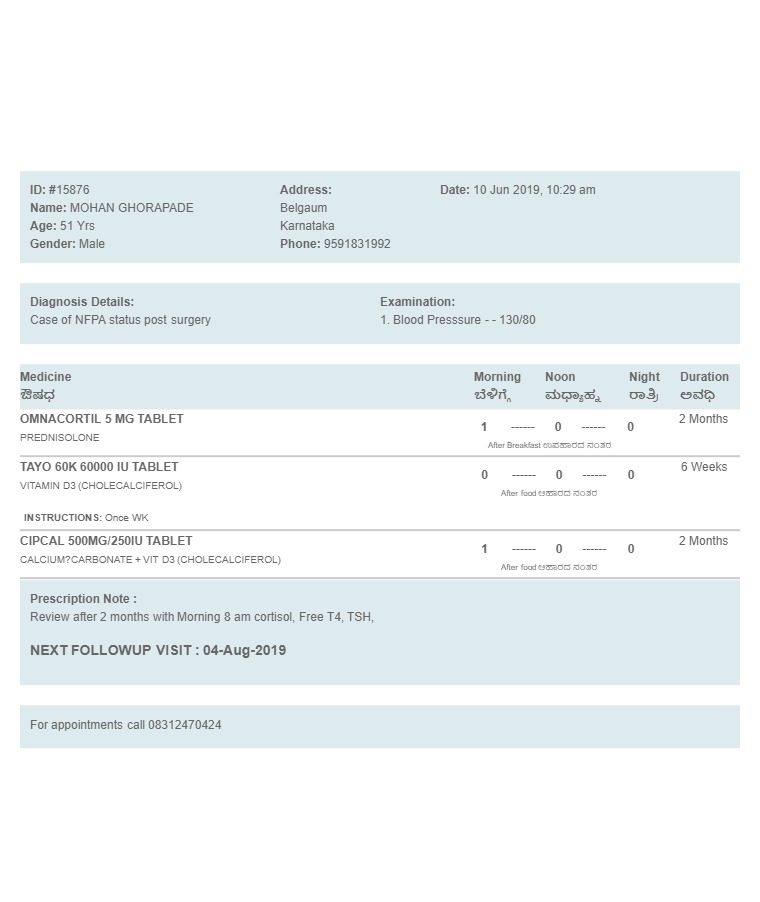 ID: #15876
Name: MOHAN GHORAPADE
Age: 51 Yrs
Gender: Male
Address:
Belgaum
Karnataka
Phone: 9591831992
Date: 10 Jun 2019, 10:29 am
Diagnosis Details:
Case of NFPA status post surgery
Examination:
1. Blood Presssure - - 130/80
Medicine Morning Noon Night Duration
ಔಷಧ ಬೆಳಿಗ್ಗೆ ಮಧ್ಯಾಹ್ನ ರಾತ್ರಿ ಅವಧಿ
OMNACORTIL 5 MG TABLET 2 Months
1 ------ 0 ------ 0
PREDNISOLONE
After Breakfast ಉಪಹಾರದ ನಂತರ
TAYO 60K 60000 IU TABLET 6 Weeks
0 ------ 0 ------ 0
VITAMIN D3 (CHOLECALCIFEROL)
After food ಆಹಾರದ ನಂತರ
INSTRUCTIONS: Once WK
CIPCAL 500MG/250IU TABLET 2 Months
1 ------ 0 ------ 0
CALCIUM?CARBONATE + VIT D3 (CHOLECALCIFEROL)
After food ಆಹಾರದ ನಂತರ
Prescription Note :
Review after 2 months with Morning 8 am cortisol, Free T4, TSH,
NEXT FOLLOWUP VISIT : 04-Aug-2019
For appointments call 08312470424